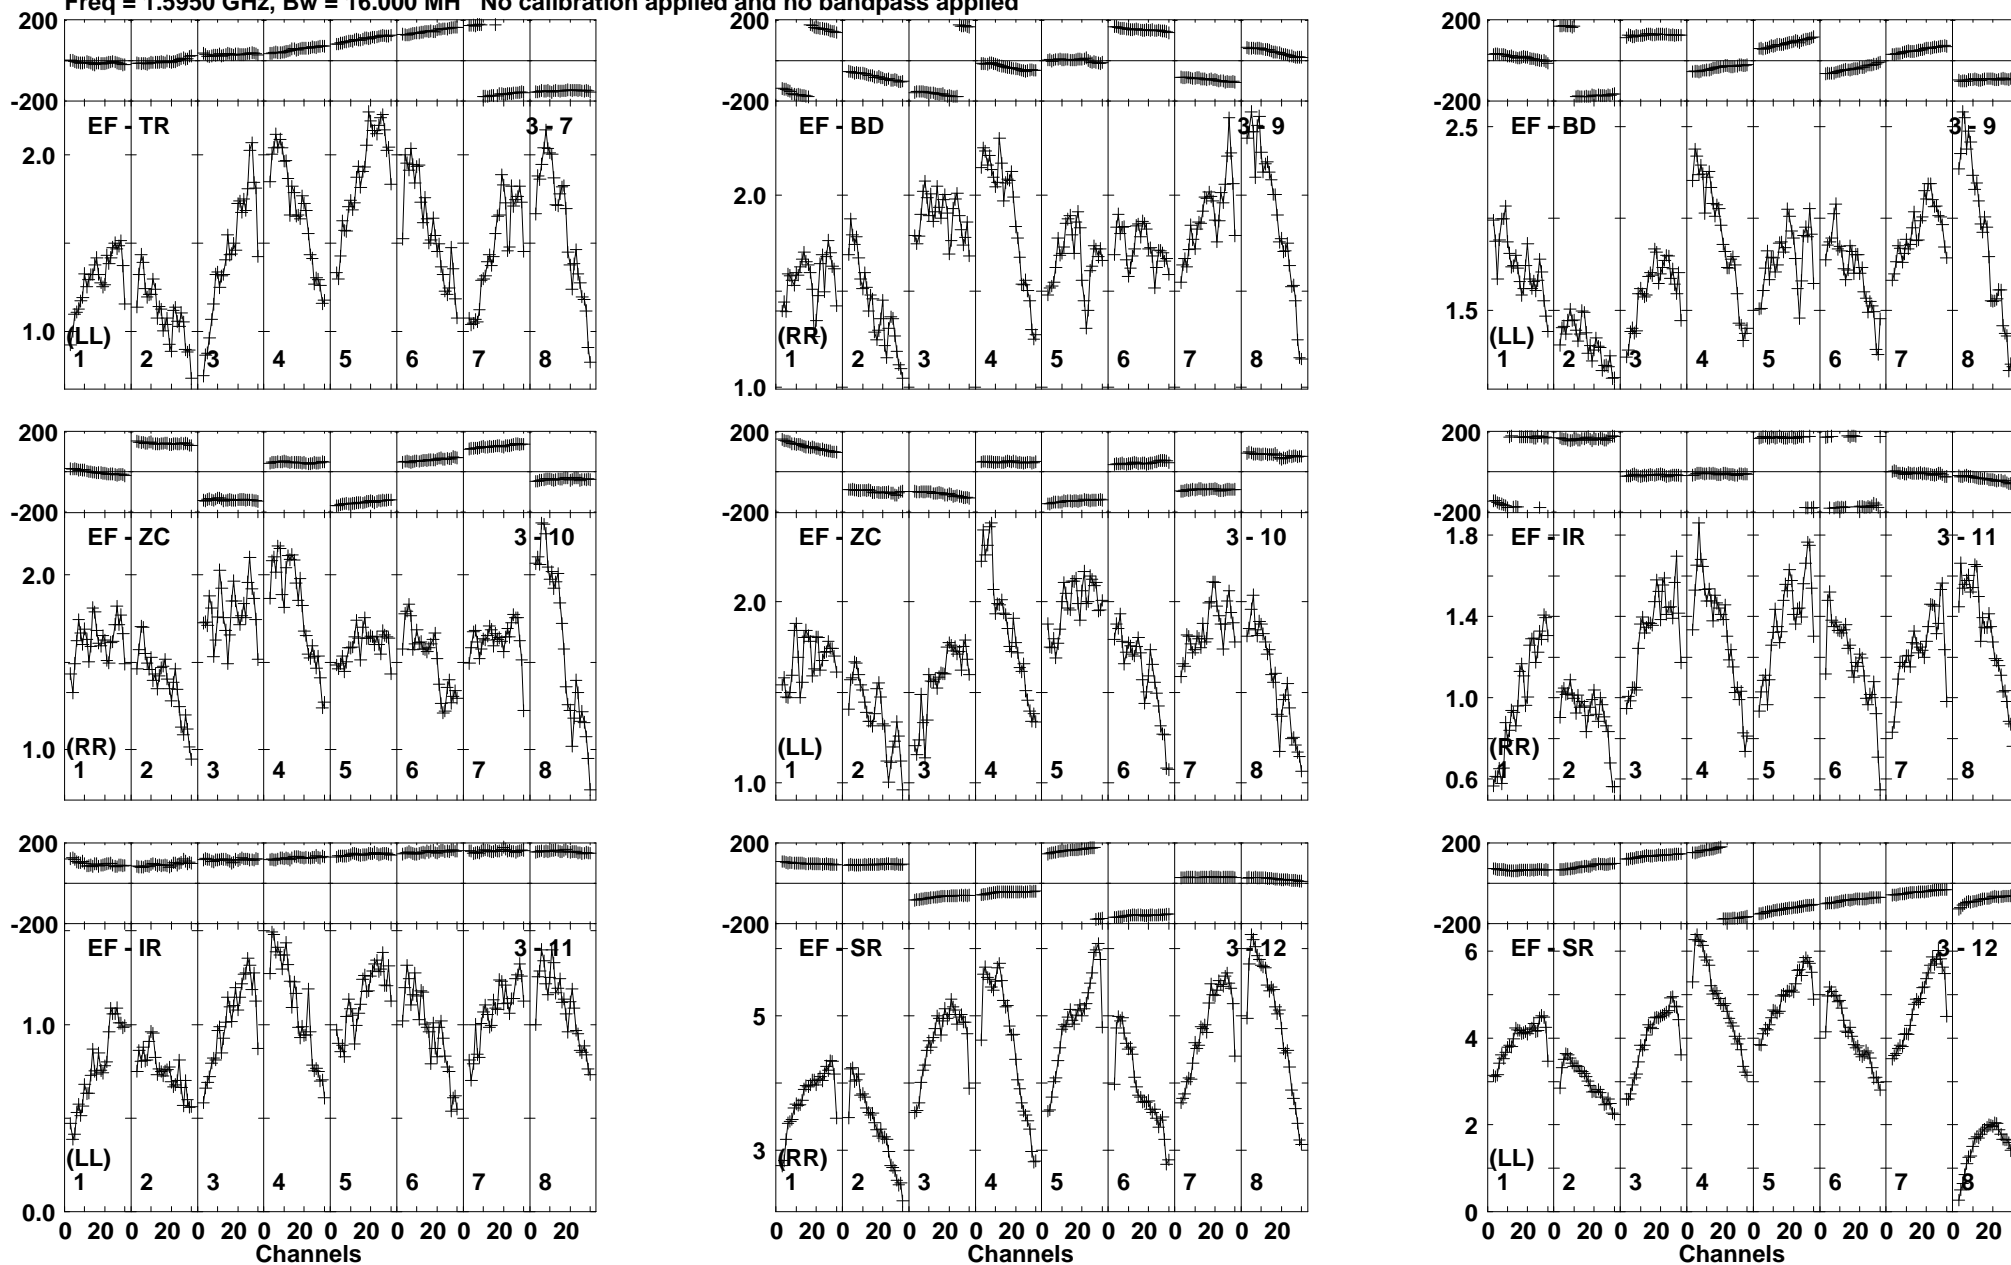 Freq = 1.5950 GHz, Bw = 16.000 MH No calibration applied and no bandpass applied
200 200 200
-200 -200 -200
EF - TR 3 - 7 EF - BD 3 - 9 EF - BD 3 - 9
2.5
2.0 2.0
1.5
1.0
(LL) (RR) (LL)
1 2 3 4 5 6 7 8 1 2 3 4 5 6 7 8 1 2 3 4 5 6 7 8
1.0
200 200 200
-200 -200 -200
EF - ZC 3 - 10 EF - ZC 3 - 10 EF - IR 3 - 11
1.8
2.0 2.0
1.4
1.0 1.0
(RR) (LL) (RR)
1 2 3 4 5 6 7 8 1 2 3 4 5 6 7 8 1 2 3 4 5 6 7 8
1.0 0.6
200 200 200
-200 -200 -200
EF - IR 3 - 11 EF - SR 3 - 12 EF - SR 3 - 12
6
1.0 5
4
3
2
(LL) (RR) (LL)
1 2 3 4 5 6 7 8 1 2 3 4 5 6 7 8 1 2 3 4 5 6 7 8
0.0 0
0 20 0 20 0 20 0 20 0 20 0 20 0 20 0 20 0 20 0 20 0 20 0 20 0 20 0 20 0 20 0 20 0 20 0 20 0 20 0 20 0 20 0 20 0 20 0 20
Channels Channels Channels